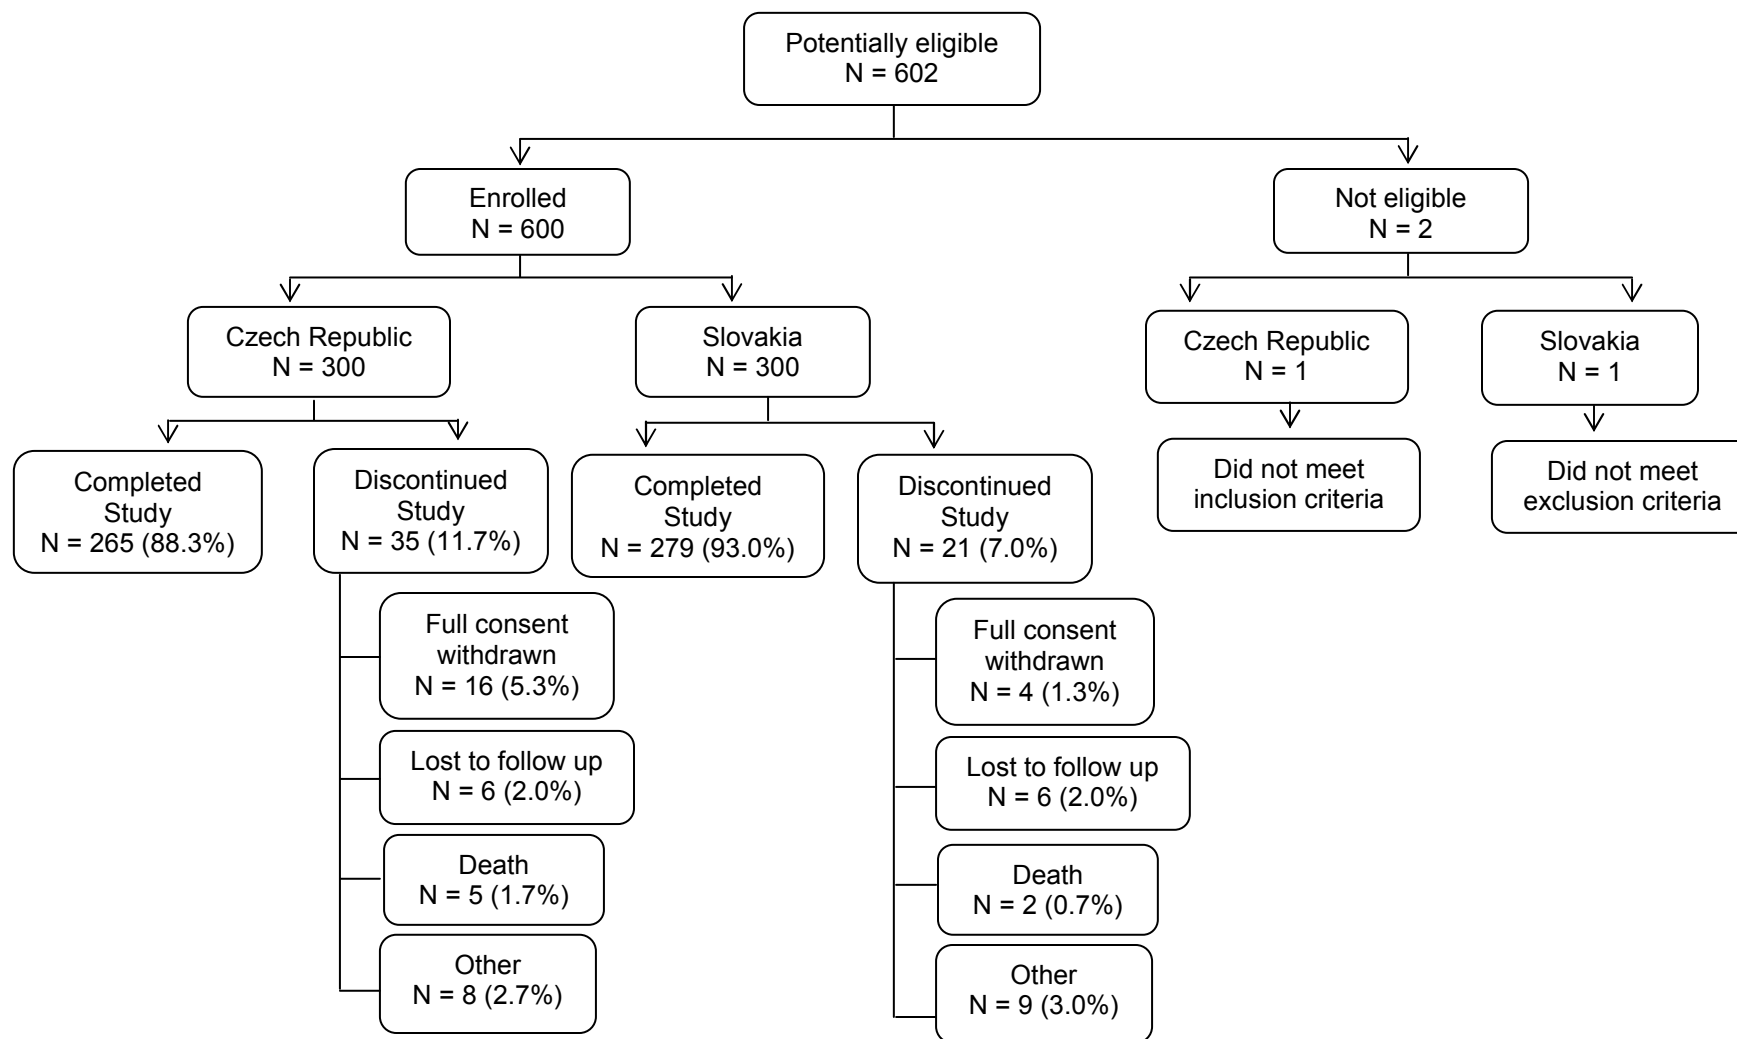 Potentially eligible
N = 602
Enrolled
N = 600
Not eligible
N = 2
Czech Republic
N = 300
Slovakia
N = 300
Czech Republic
N = 1
Slovakia
N = 1
Completed
Study
N = 265 (88.3%)
Discontinued
Study
N = 35 (11.7%)
Completed
Study
N = 279 (93.0%)
Discontinued
Study
N = 21 (7.0%)
Did not meet
inclusion criteria
Did not meet
exclusion criteria
Full consent
withdrawn
N = 16 (5.3%)
Lost to follow up
N = 6 (2.0%)
Death
N = 5 (1.7%)
Other
N = 8 (2.7%)
Full consent
withdrawn
N = 4 (1.3%)
Lost to follow up
N = 6 (2.0%)
Death
N = 2 (0.7%)
Other
N = 9 (3.0%)